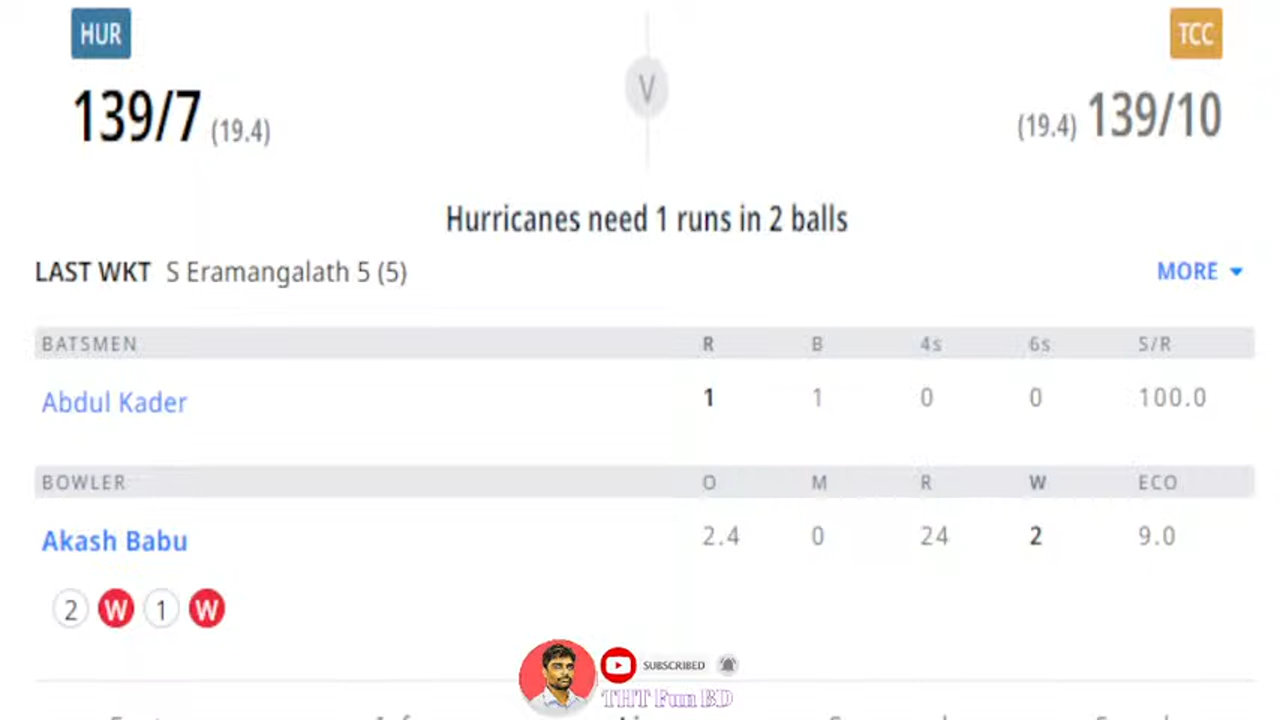 HUR
TCC
V
139/7 (19.4)
(19.4) 139/10
Hurricanes need 1 runs in 2 balls
LAST WKT S Eramangalath 5 (5)
MORE
BATSMEN R B 4s 6s S/R
Abdul Kader 1 1 0 0 100.0
BOWLER O M R W ECO
Akash Babu 2.4 0 24 2 9.0
2 W 1 W
SUBSCRIBED
THT Fun BD